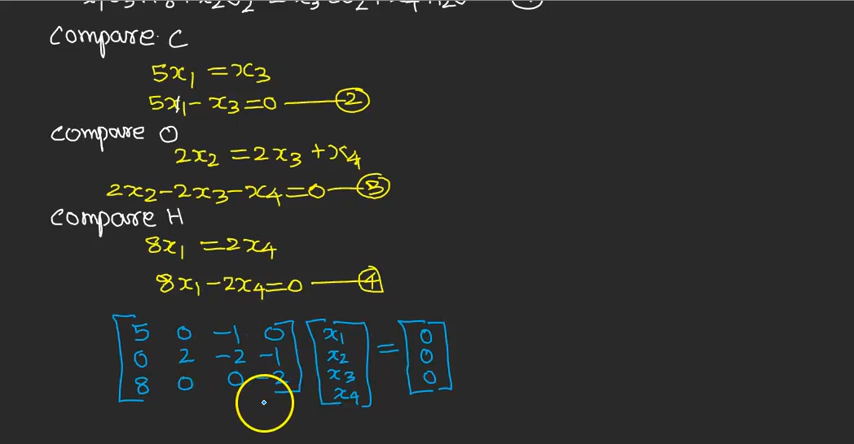 compare C
5x₁ = x₃
5x₁ - x₃ = 0 —— ②
compare O
2x₂ = 2x₃ + x₄
2x₂ - 2x₃ - x₄ = 0 — ③
compare H
8x₁ = 2x₄
8x₁ - 2x₄ = 0 —— ④
[5 0 -1 0] [x₁] = [0]
[0 2 -2 -1] [x₂] [0]
[8 0 0 -2] [x₃] [0]
[x₄]